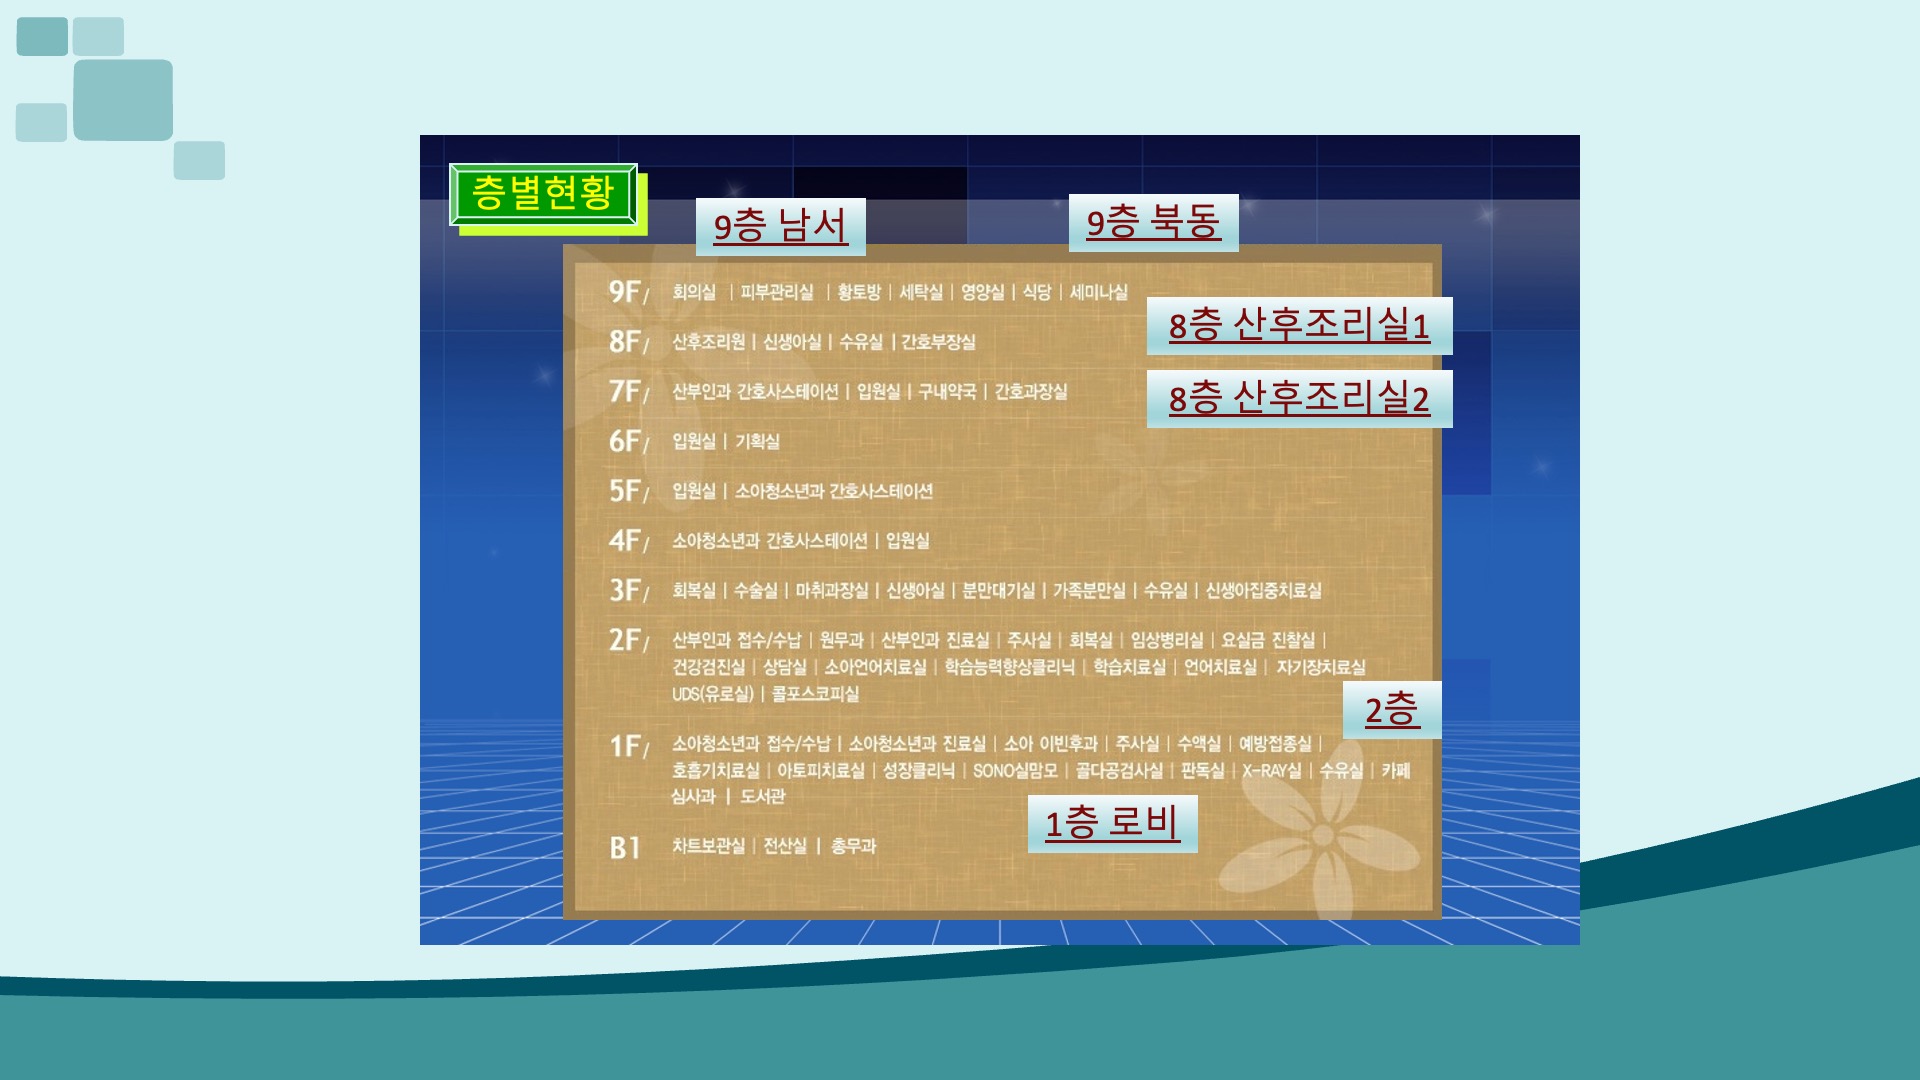 층별현황
9층 남서
9층 북동
9F/ 회의실 | 피부관리실 | 황토방 | 세탁실 | 영양실 | 식당 | 세미나실
8층 산후조리실1
8F/ 산후조리원 | 신생아실 | 수유실 | 간호부장실
8층 산후조리실2
7F/ 산부인과 간호사스테이션 | 입원실 | 구내약국 | 간호과장실
6F/ 입원실 | 기획실
5F/ 입원실 | 소아청소년과 간호사스테이션
4F/ 소아청소년과 간호사스테이션 | 입원실
3F/ 회복실 | 수술실 | 마취과장실 | 신생아실 | 분만대기실 | 가족분만실 | 수유실 | 신생아집중치료실
2F/ 산부인과 접수/수납 | 원무과 | 산부인과 진료실 | 주사실 | 회복실 | 임상병리실 | 요실금 진찰실 |
건강검진실 | 상담실 | 소아언어치료실 | 학습능력향상클리닉 | 학습치료실 | 언어치료실 | 자기장치료실
UDS(유로실) | 콜포스코피실
2층
1F/ 소아청소년과 접수/수납 | 소아청소년과 진료실 | 소아 이빈후과 | 주사실 | 수액실 | 예방접종실 |
호흡기치료실 | 아토피치료실 | 성장클리닉 | SONO실맘모 | 골다공검사실 | 판독실 | X-RAY실 | 수유실 | 카페
심사과 | 도서관
1층 로비
B1 차트보관실 | 전산실 | 총무과